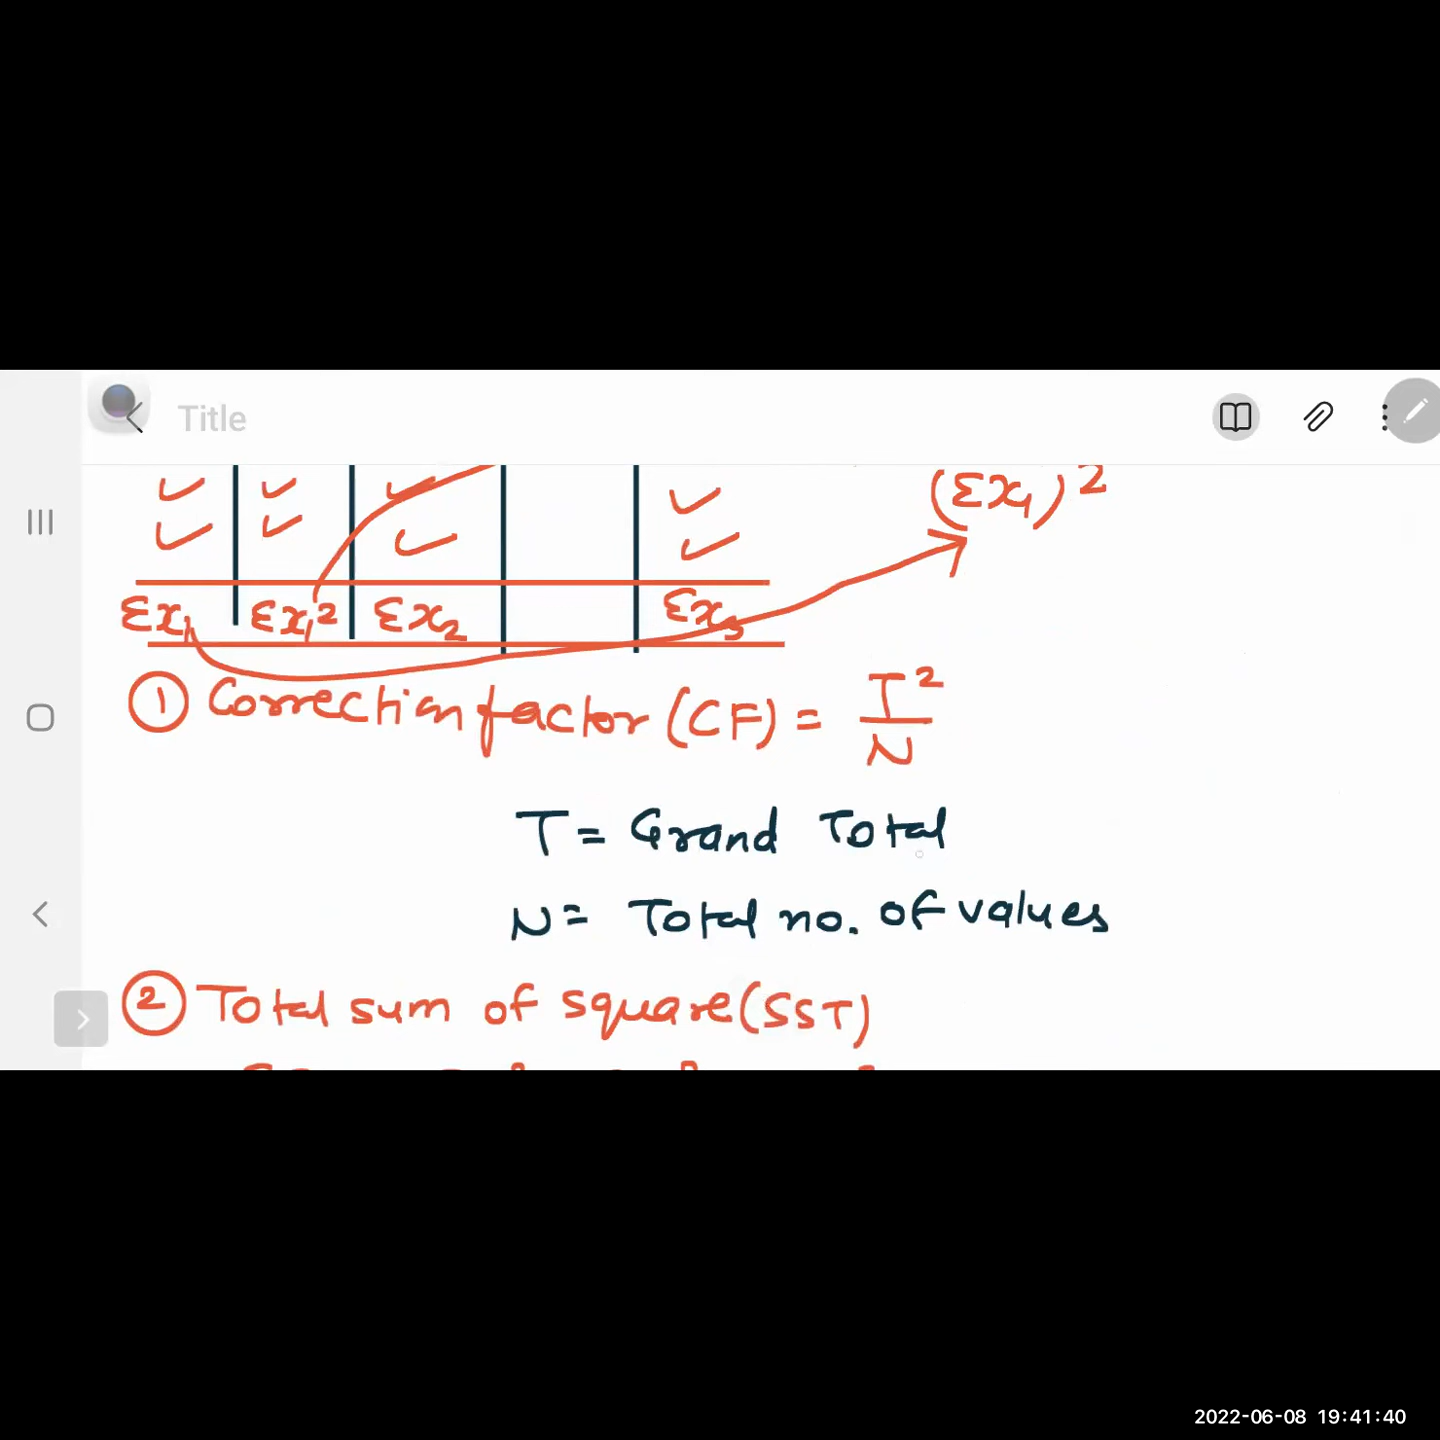 Title
(Σx₁)²
Σx₁ Σx₁² Σx₂ Σx₃
① Correction factor (CF) = T²/N
T = Grand Total
N = Total no. of values
② Total sum of square (SST)
2022-06-08 19:41:40